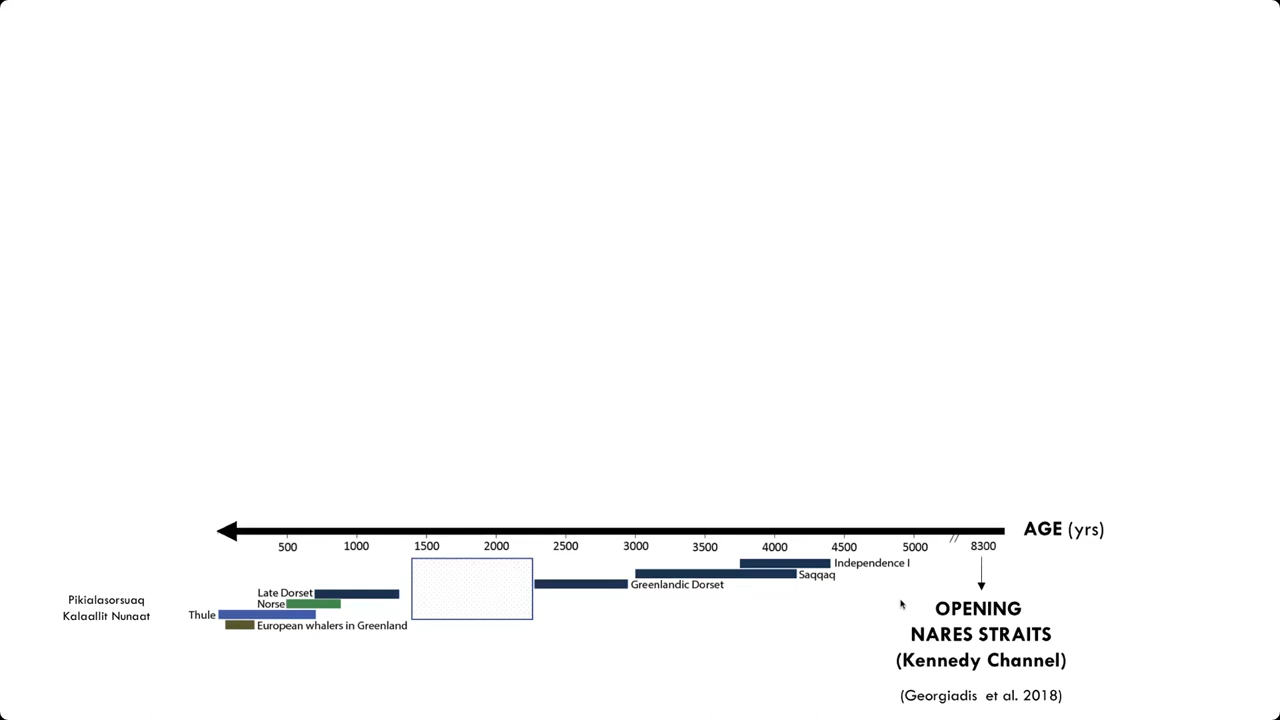 AGE (yrs)
500 1000 1500 2000 2500 3000 3500 4000 4500 5000 // 8300
Independence I
Saqqaq
Greenlandic Dorset
Late Dorset
Norse
Thule
European whalers in Greenland
Pikialasorsuaq
Kalaallit Nunaat
OPENING
NARES STRAITS
(Kennedy Channel)
(Georgiadis et al. 2018)